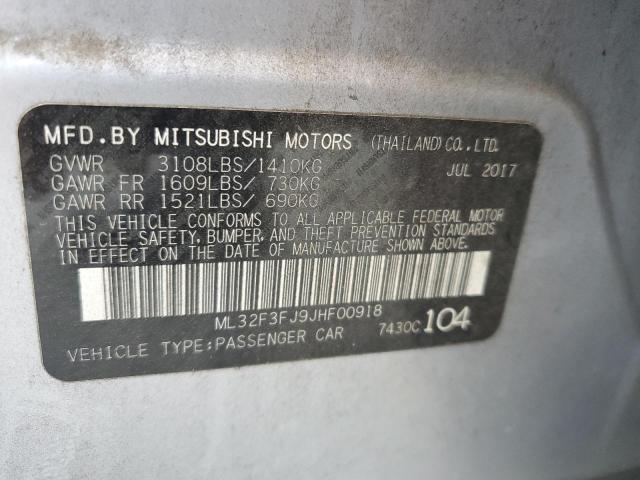 MFD.BY MITSUBISHI MOTORS (THAILAND)CO.,LTD.
GVWR 3108LBS/1410KG JUL 2017
GAWR FR 1609LBS/ 730KG
GAWR RR 1521LBS/ 690KG
THIS VEHICLE CONFORMS TO ALL APPLICABLE FEDERAL MOTOR
VEHICLE SAFETY, BUMPER, AND THEFT PREVENTION STANDARDS
IN EFFECT ON THE DATE OF MANUFACTURE SHOWN ABOVE.
ML32F3FJ9JHF00918
VEHICLE TYPE:PASSENGER CAR 7430C 104